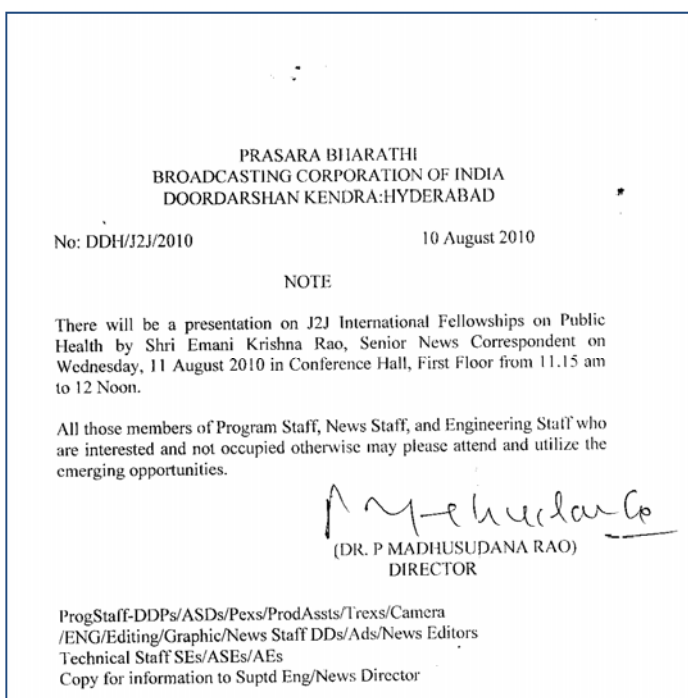 PRASARA BHARATHI
BROADCASTING CORPORATION OF INDIA
DOORDARSHAN KENDRA:HYDERABAD
No: DDH/J2J/2010 10 August 2010
NOTE
There will be a presentation on J2J International Fellowships on Public
Health by Shri Emani Krishna Rao, Senior News Correspondent on
Wednesday, 11 August 2010 in Conference Hall, First Floor from 11.15 am
to 12 Noon.
All those members of Program Staff, News Staff, and Engineering Staff who
are interested and not occupied otherwise may please attend and utilize the
emerging opportunities.
(DR. P MADHUSUDANA RAO)
DIRECTOR
ProgStaff-DDPs/ASDs/Pexs/ProdAssts/Trexs/Camera
/ENG/Editing/Graphic/News Staff DDs/Ads/News Editors
Technical Staff SEs/ASEs/AEs
Copy for information to Suptd Eng/News Director